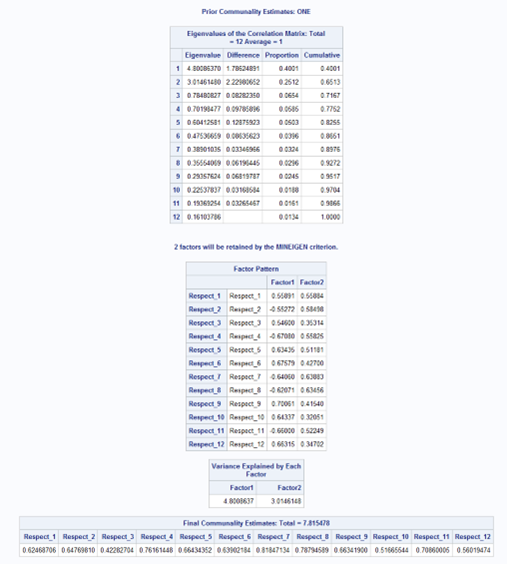 Prior Communality Estimates: ONE
Eigenvalues of the Correlation Matrix: Total
= 12 Average = 1
Eigenvalue Difference Proportion Cumulative
1 4.80086370 1.78624891 0.4001 0.4001
2 3.01461480 2.22980652 0.2512 0.6513
3 0.78480827 0.08282350 0.0654 0.7167
4 0.70198477 0.09785896 0.0585 0.7752
5 0.60412581 0.12875923 0.0503 0.8255
6 0.47536659 0.08635623 0.0396 0.8651
7 0.38901035 0.03346966 0.0324 0.8975
8 0.35554069 0.06196445 0.0296 0.9272
9 0.29357624 0.06819787 0.0245 0.9517
10 0.22537837 0.03168584 0.0188 0.9704
11 0.19369254 0.03265467 0.0161 0.9866
12 0.16103786 0.0134 1.0000
2 factors will be retained by the MINEIGEN criterion.
Factor Pattern
Factor1 Factor2
Respect_1 Respect_1 0.55891 0.55884
Respect_2 Respect_2 -0.55272 0.58498
Respect_3 Respect_3 0.54600 0.35314
Respect_4 Respect_4 -0.67080 0.55825
Respect_5 Respect_5 0.63435 0.51181
Respect_6 Respect_6 0.67579 0.42700
Respect_7 Respect_7 -0.64060 0.63883
Respect_8 Respect_8 -0.62071 0.63456
Respect_9 Respect_9 0.70061 0.41540
Respect_10 Respect_10 0.64337 0.32051
Respect_11 Respect_11 -0.66000 0.52249
Respect_12 Respect_12 0.66315 0.34702
Variance Explained by Each
Factor
Factor1 Factor2
4.8008637 3.0146148
Final Communality Estimates: Total = 7.815478
Respect_1 Respect_2 Respect_3 Respect_4 Respect_5 Respect_6 Respect_7 Respect_8 Respect_9 Respect_10 Respect_11 Respect_12
0.62468706 0.64769810 0.42282704 0.76161448 0.66434352 0.63902184 0.81847134 0.78794589 0.66341900 0.51665544 0.70860005 0.56019474